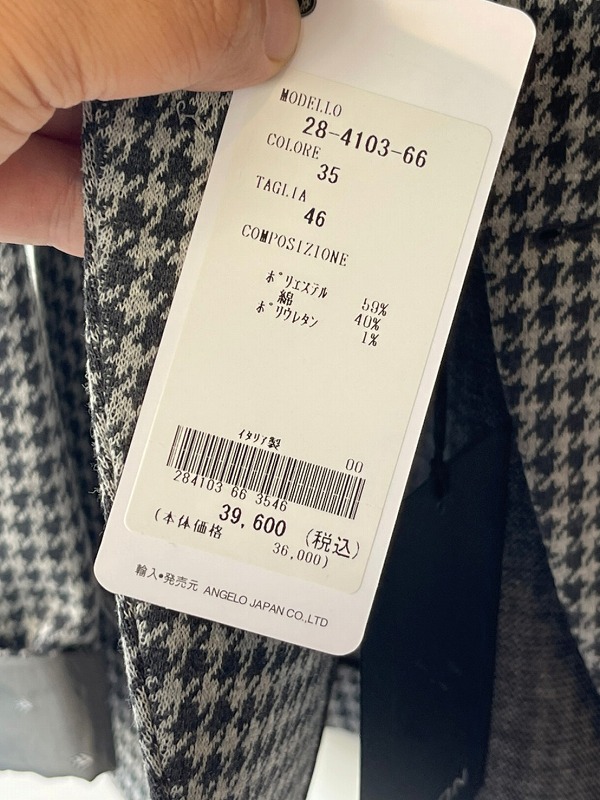 MODELLO
28-4103-66
COLORE
35
TAGLIA
46
COMPOSIZIONE
ポリエステル 59%
綿 40%
ポリウレタン 1%
イタリア製
00
284103 66 3546
39,600 (税込)
(本体価格 36,000)
輸入•発売元 ANGELO JAPAN CO.,LTD